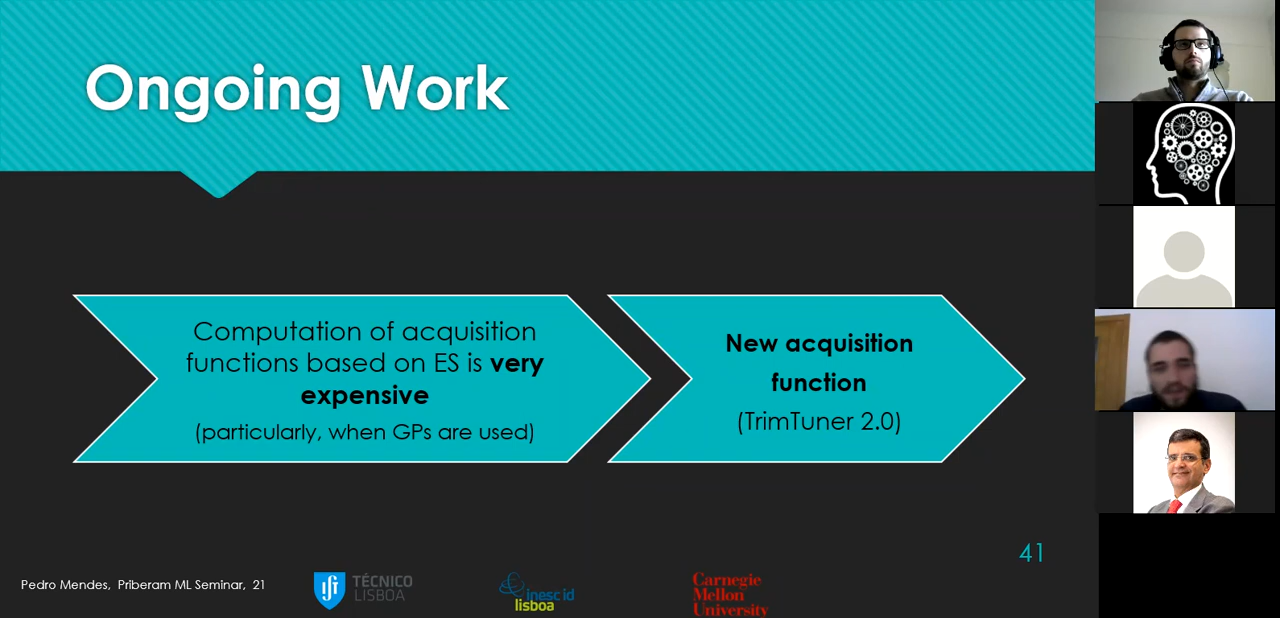 Ongoing Work
Computation of acquisition
functions based on ES is very
expensive
(particularly, when GPs are used)
New acquisition
function
(TrimTuner 2.0)
41
Pedro Mendes, Priberam ML Seminar, 21
TÉCNICO
LISBOA
inesc id
lisboa
Carnegie
Mellon
University